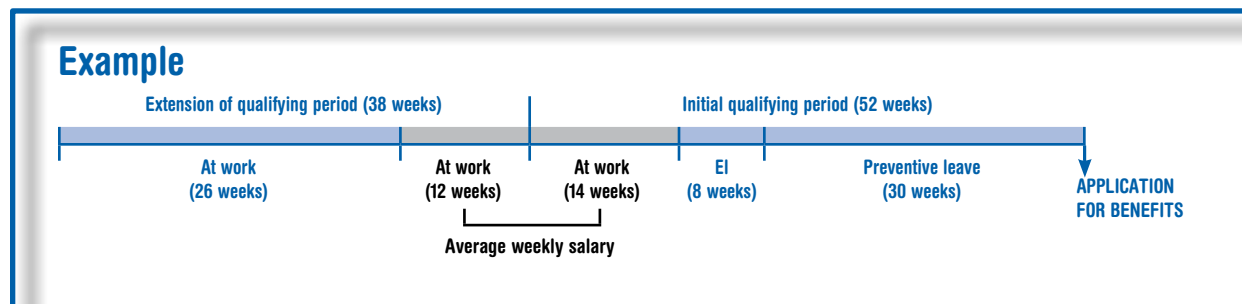 Example
Extension of qualifying period (38 weeks)
Initial qualifying period (52 weeks)
At work
(26 weeks)
At work
(12 weeks)
At work
(14 weeks)
EI
(8 weeks)
Preventive leave
(30 weeks)
APPLICATION
FOR BENEFITS
Average weekly salary